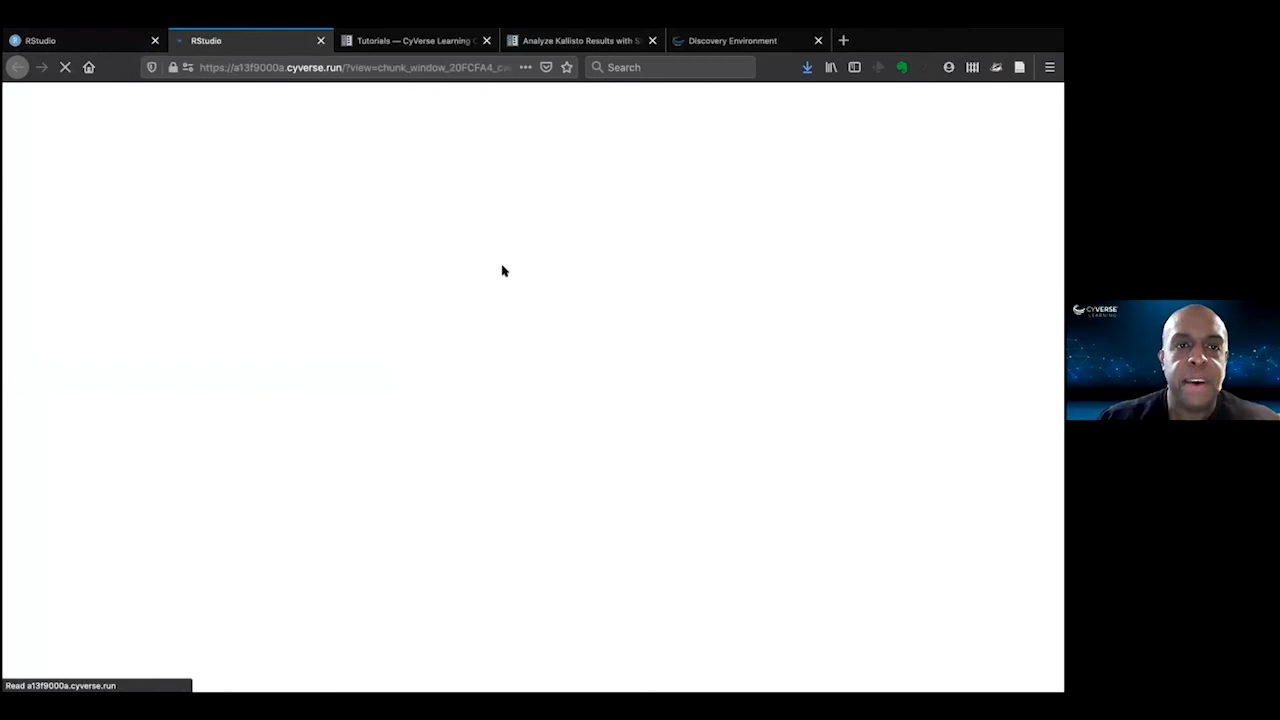 RStudio
RStudio
Tutorials — CyVerse Learning
Analyze Kallisto Results with
Discovery Environment
https://a13f9000a.cyverse.run/?view=chunk_window_20FCFA4_c
Search
CYVERSE
LEARNING
Read a13f9000a.cyverse.run